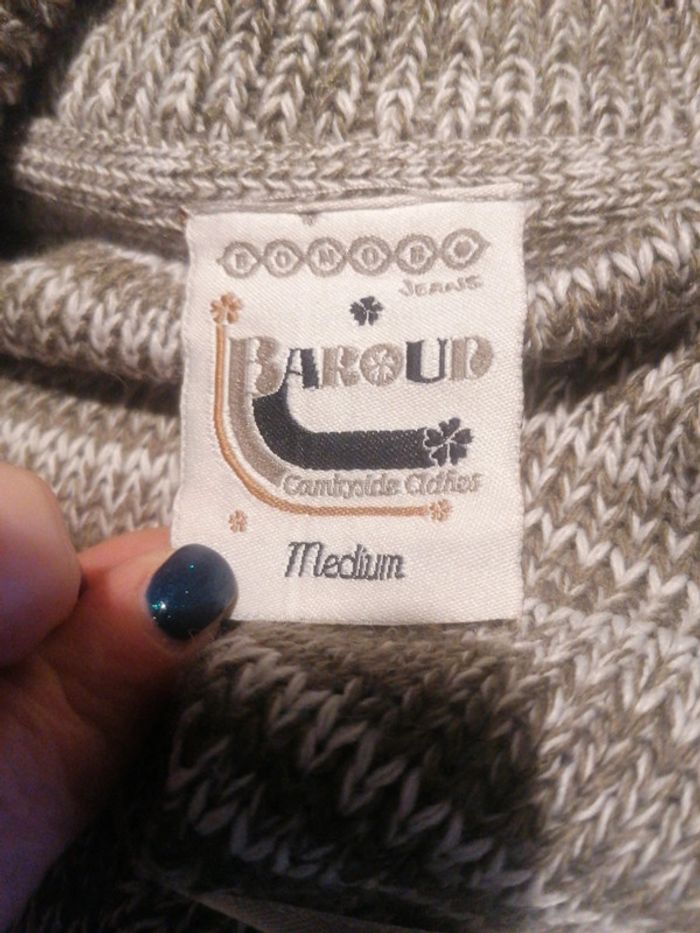 BONOBO
JEANS
BAROUD
Countryside Clothes
Medium